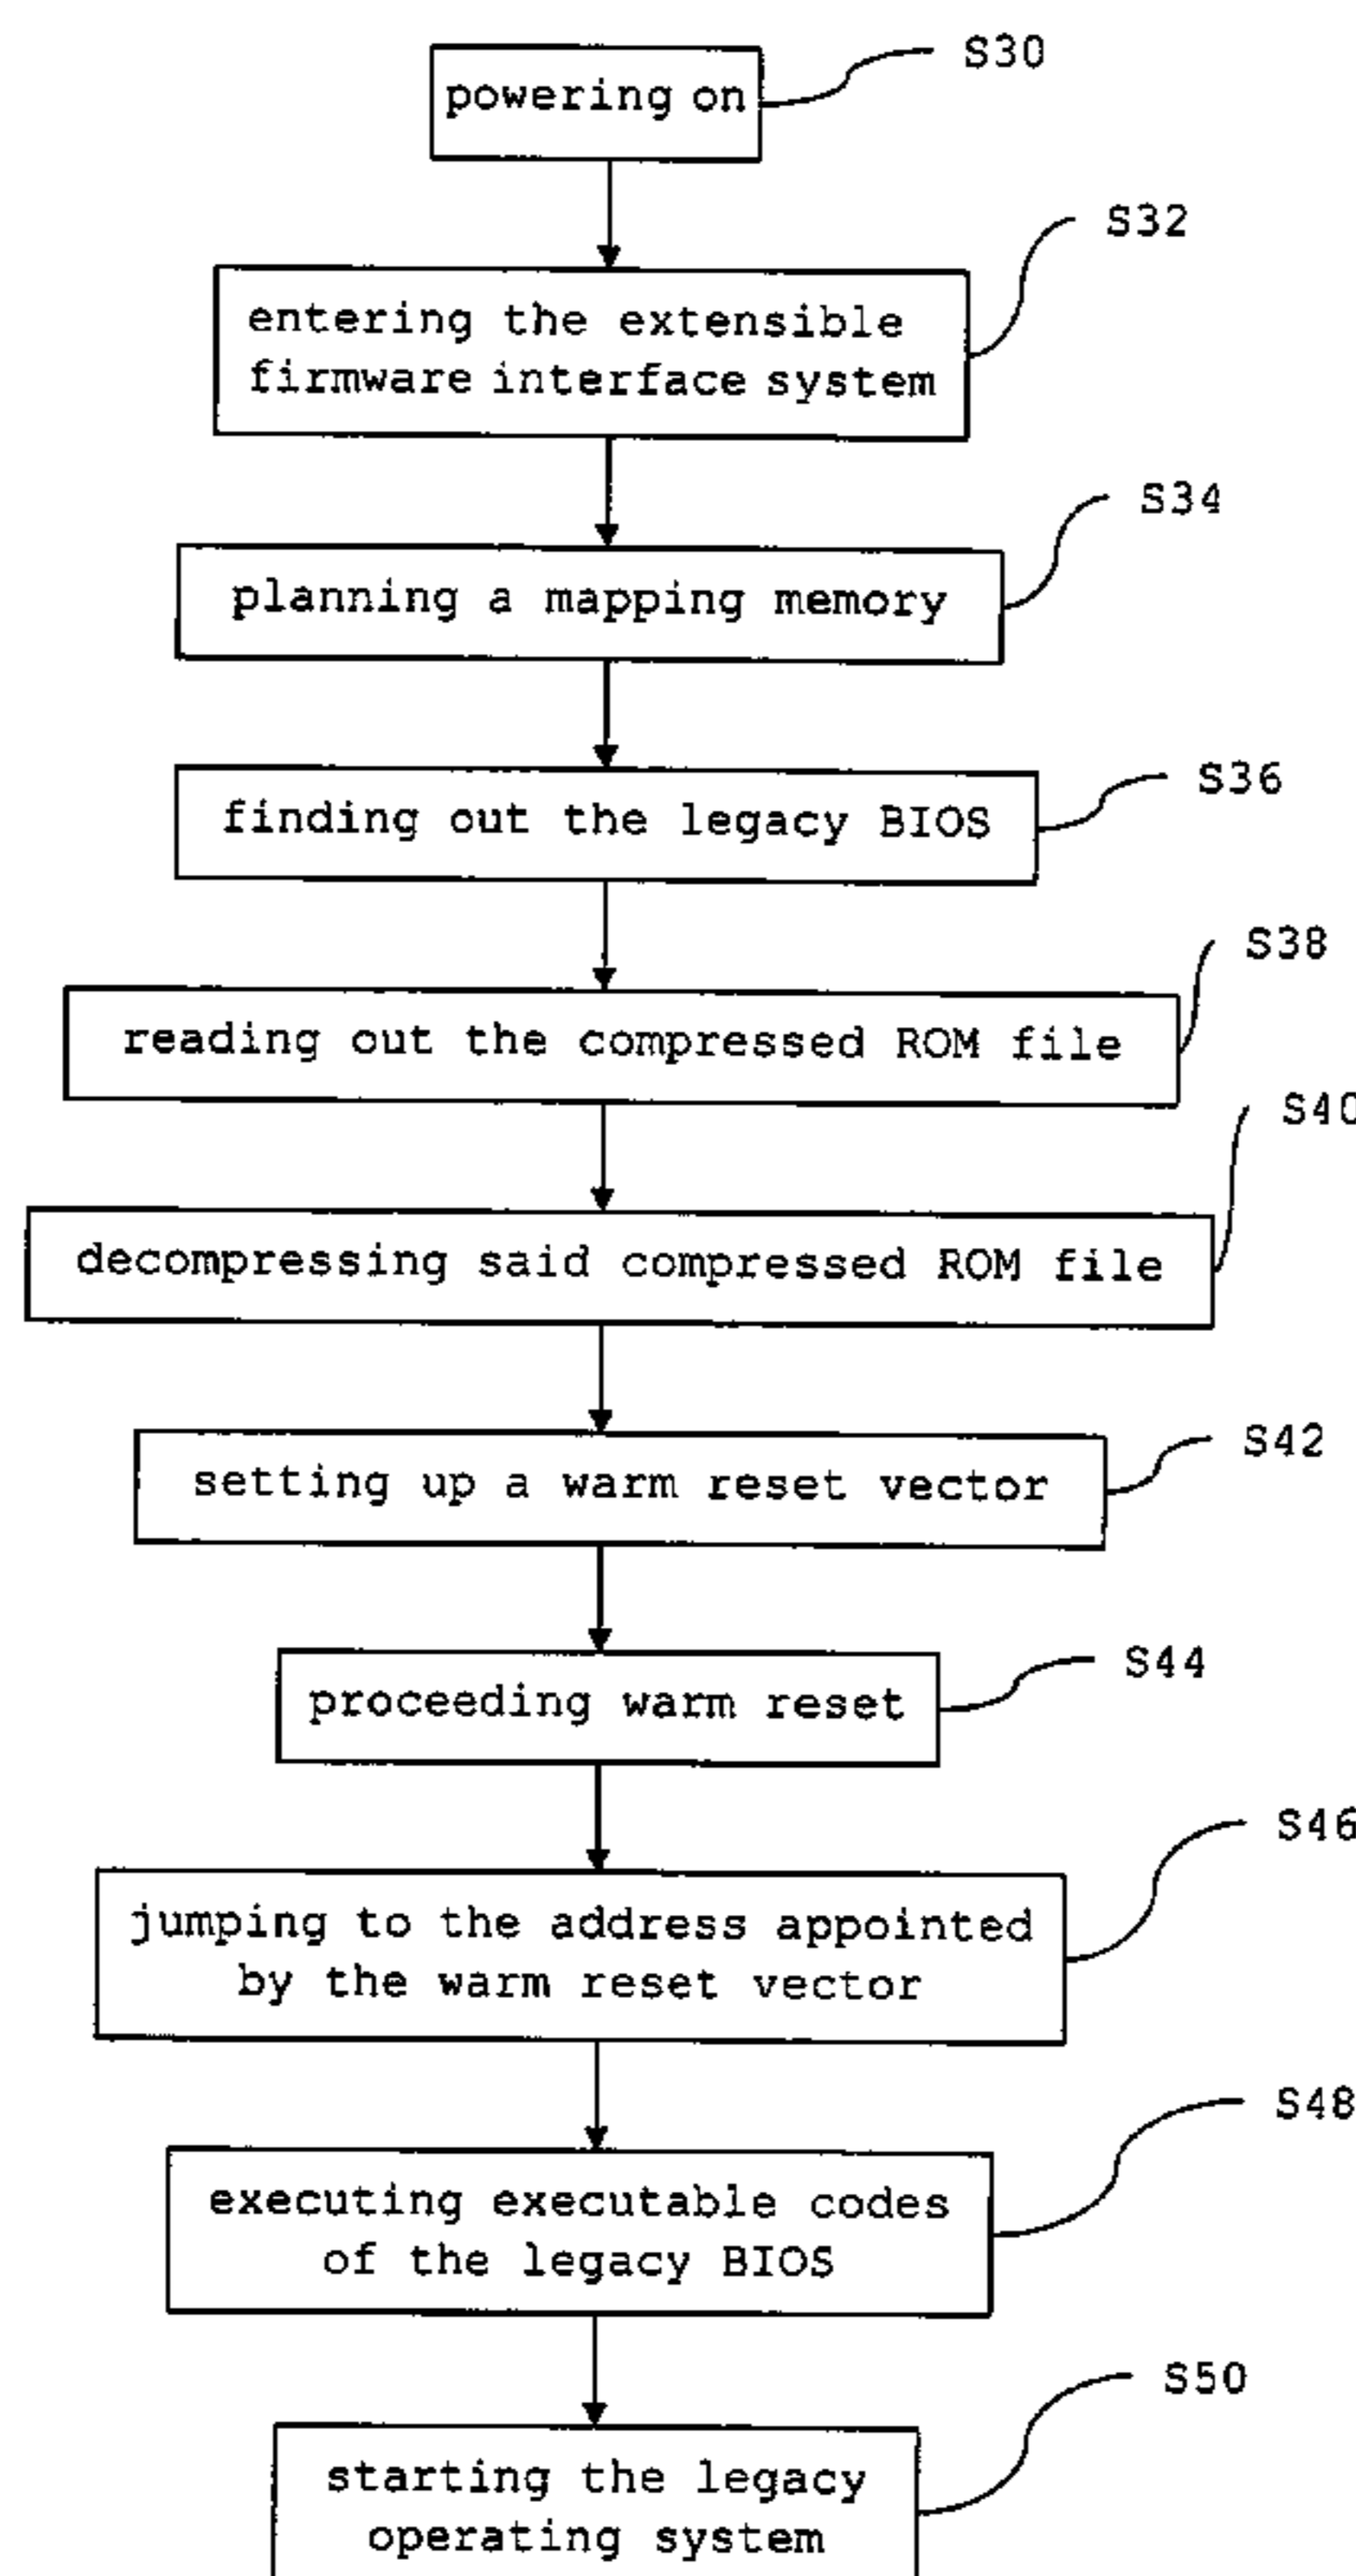 powering on
S30
entering the extensible
firmware interface system
S32
planning a mapping memory
S34
finding out the legacy BIOS
S36
reading out the compressed ROM file
S38
decompressing said compressed ROM file
S40
setting up a warm reset vector
S42
proceeding warm reset
S44
jumping to the address appointed
by the warm reset vector
S46
executing executable codes
of the legacy BIOS
S48
starting the legacy
operating system
S50